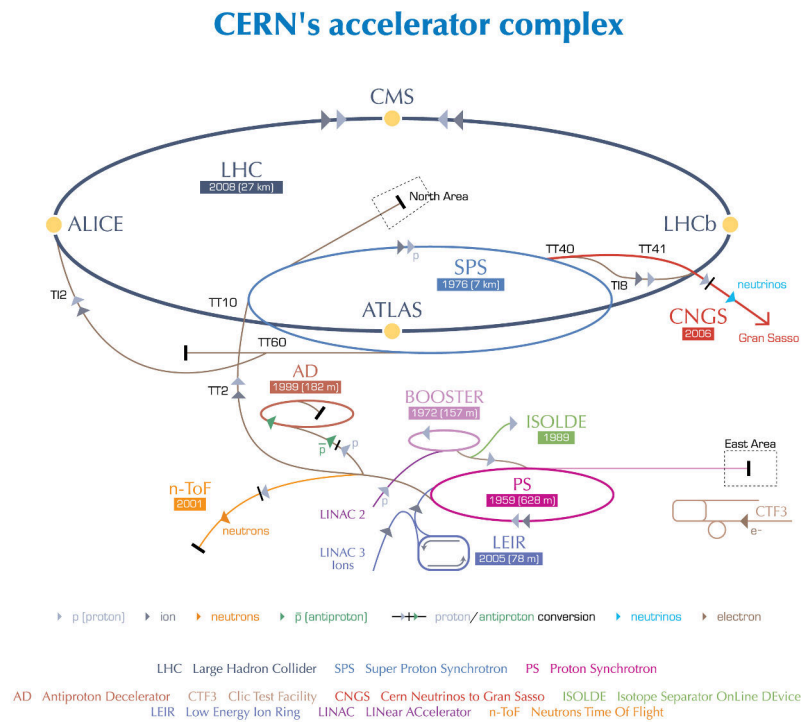 CERN's accelerator complex
CMS
LHC
2008 (27 km)
North Area
ALICE
LHCb
TT40
TT41
p
SPS
1976 (7 km)
TI8
neutrinos
TI2
TT10
ATLAS
CNGS
2006
Gran Sasso
TT60
AD
1999 (182 m)
TT2
BOOSTER
1972 (157 m)
ISOLDE
1989
p̅
p
East Area
n-ToF
2001
PS
1959 (628 m)
p
LINAC 2
neutrons
CTF3
e-
LINAC 3
Ions
LEIR
2005 (78 m)
p (proton) ion neutrons p̅ (antiproton) proton/antiproton conversion neutrinos electron
LHC Large Hadron Collider SPS Super Proton Synchrotron PS Proton Synchrotron
AD Antiproton Decelerator CTF3 Clic Test Facility CNGS Cern Neutrinos to Gran Sasso ISOLDE Isotope Separator OnLine DEvice
LEIR Low Energy Ion Ring LINAC LINear ACcelerator n-ToF Neutrons Time Of Flight